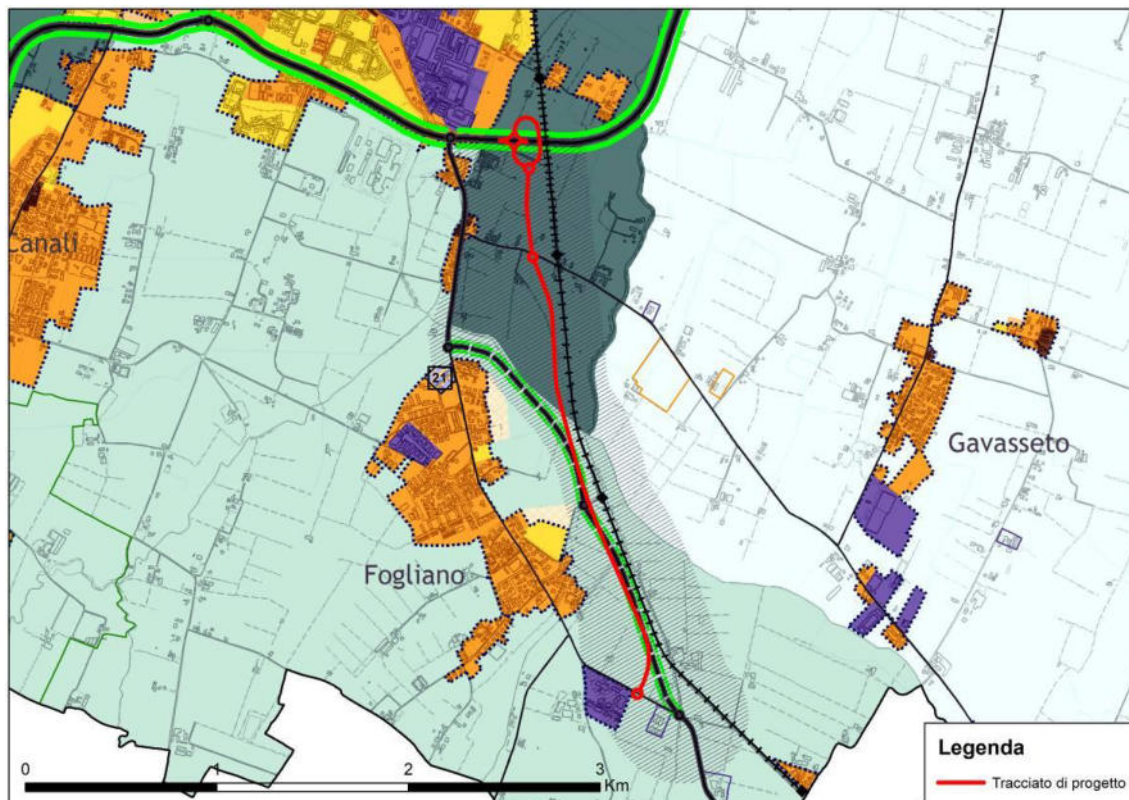 Canali
21
Gavasseto
Fogliano
0 1 2 3
Km
Legenda
Tracciato di progetto